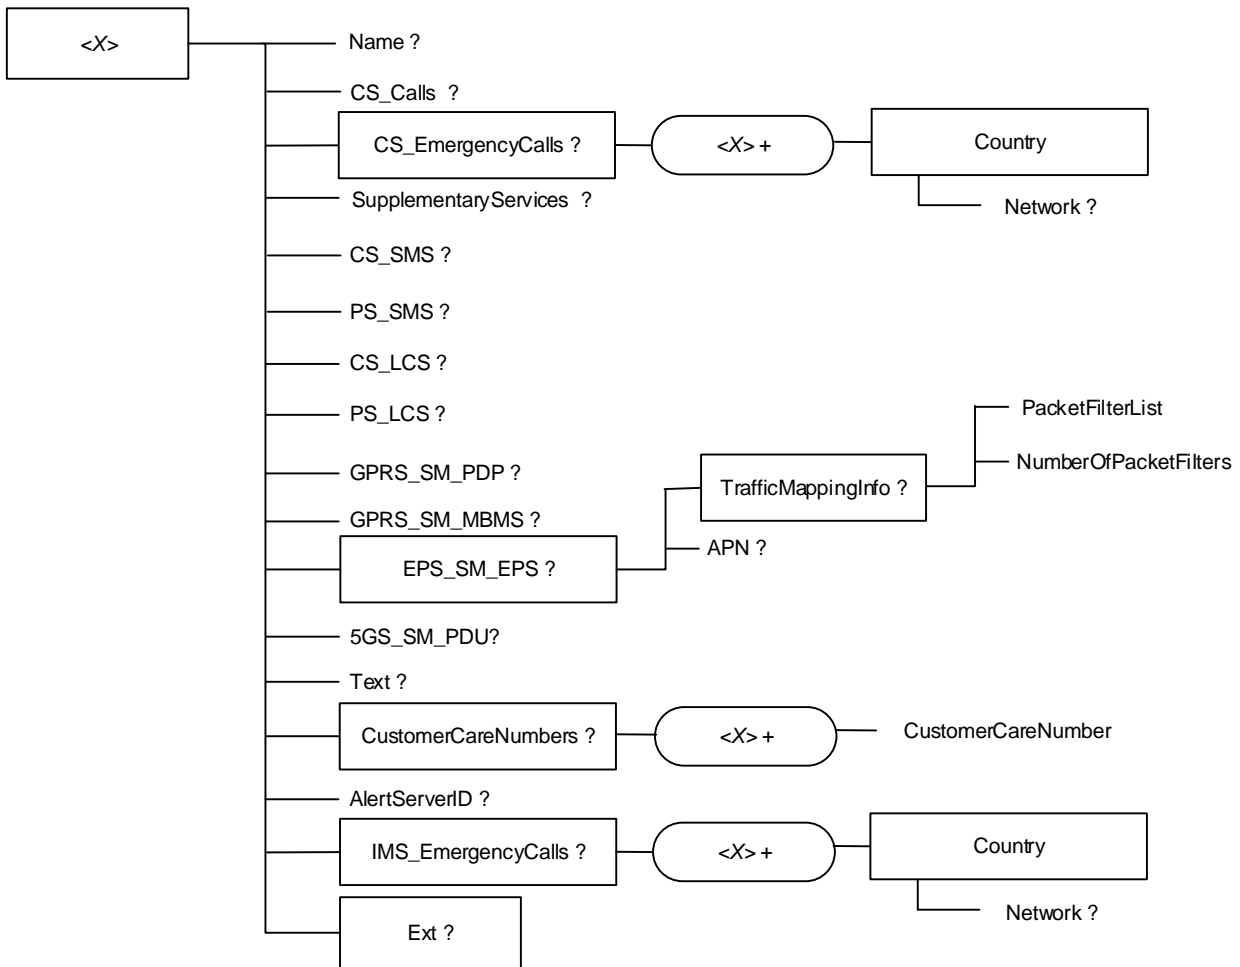 <X>
Name ?
CS_Calls ?
CS_EmergencyCalls ?
<X> +
Country
SupplementaryServices ?
Network ?
CS_SMS ?
PS_SMS ?
CS_LCS ?
PS_LCS ?
PacketFilterList
NumberOfPacketFilters
GPRS_SM_PDP ?
TrafficMappingInfo ?
GPRS_SM_MBMS ?
APN ?
EPS_SM_EPS ?
5GS_SM_PDU?
Text ?
CustomerCareNumbers ?
<X> +
CustomerCareNumber
AlertServerID ?
IMS_EmergencyCalls ?
<X> +
Country
Network ?
Ext ?